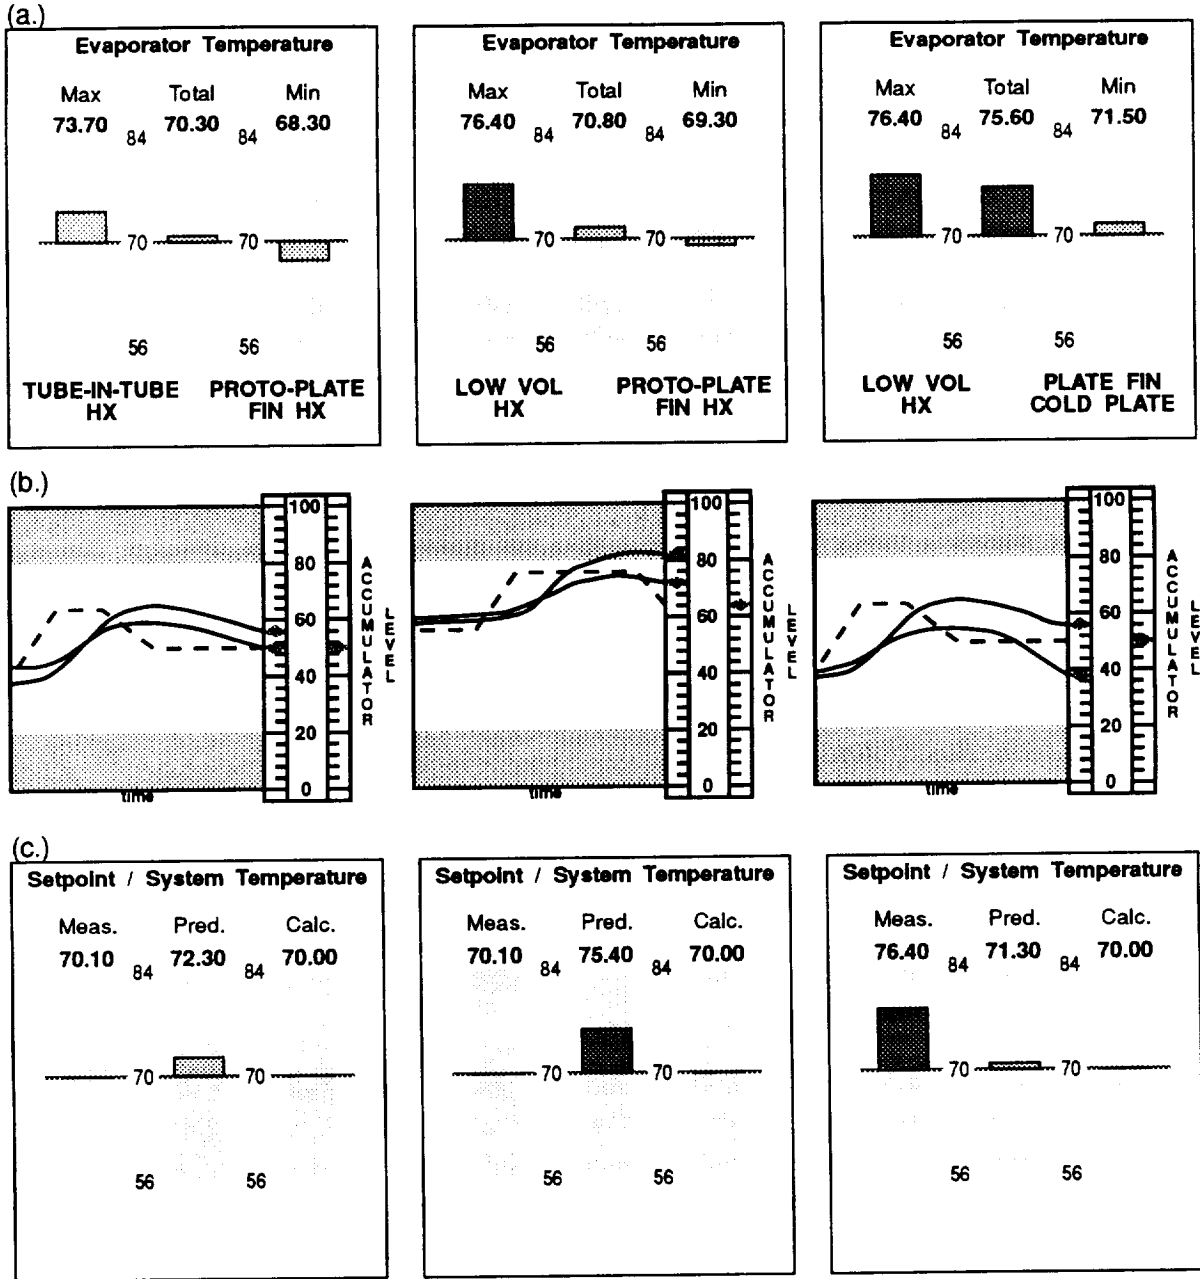 (a.)
Evaporator Temperature
Max Total Min
73.70 84 70.30 84 68.30
70 70
56 56
TUBE-IN-TUBE PROTO-PLATE
HX FIN HX
Evaporator Temperature
Max Total Min
76.40 84 70.80 84 69.30
70 70
56 56
LOW VOL PROTO-PLATE
HX FIN HX
Evaporator Temperature
Max Total Min
76.40 84 75.60 84 71.50
70 70
56 56
LOW VOL PLATE FIN
HX COLD PLATE
(b.)
100
80
60
40
20
0
time
ACCUMULATOR
LEVEL
100
80
60
40
20
0
time
ACCUMULATOR
LEVEL
100
80
60
40
20
0
time
ACCUMULATOR
LEVEL
(c.)
Setpoint / System Temperature
Meas. Pred. Calc.
70.10 84 72.30 84 70.00
70 70
56 56
Setpoint / System Temperature
Meas. Pred. Calc.
70.10 84 75.40 84 70.00
70 70
56 56
Setpoint / System Temperature
Meas. Pred. Calc.
76.40 84 71.30 84 70.00
70 70
56 56